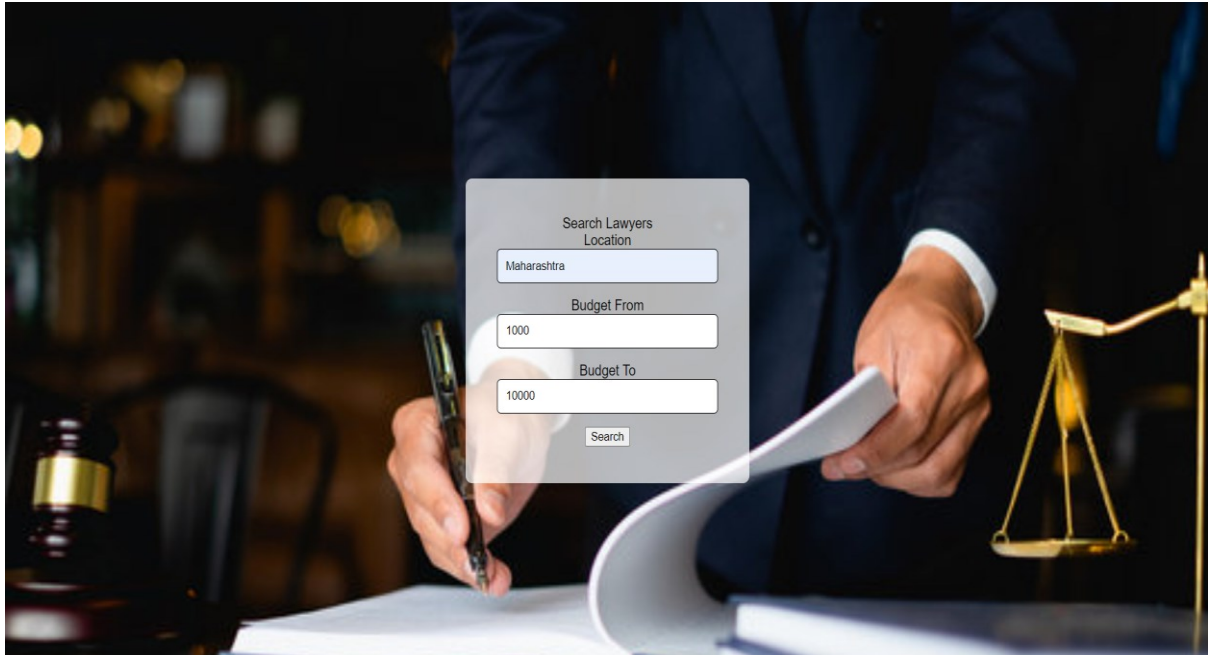 Search Lawyers
Location
Maharashtra
Budget From
1000
Budget To
10000
Search